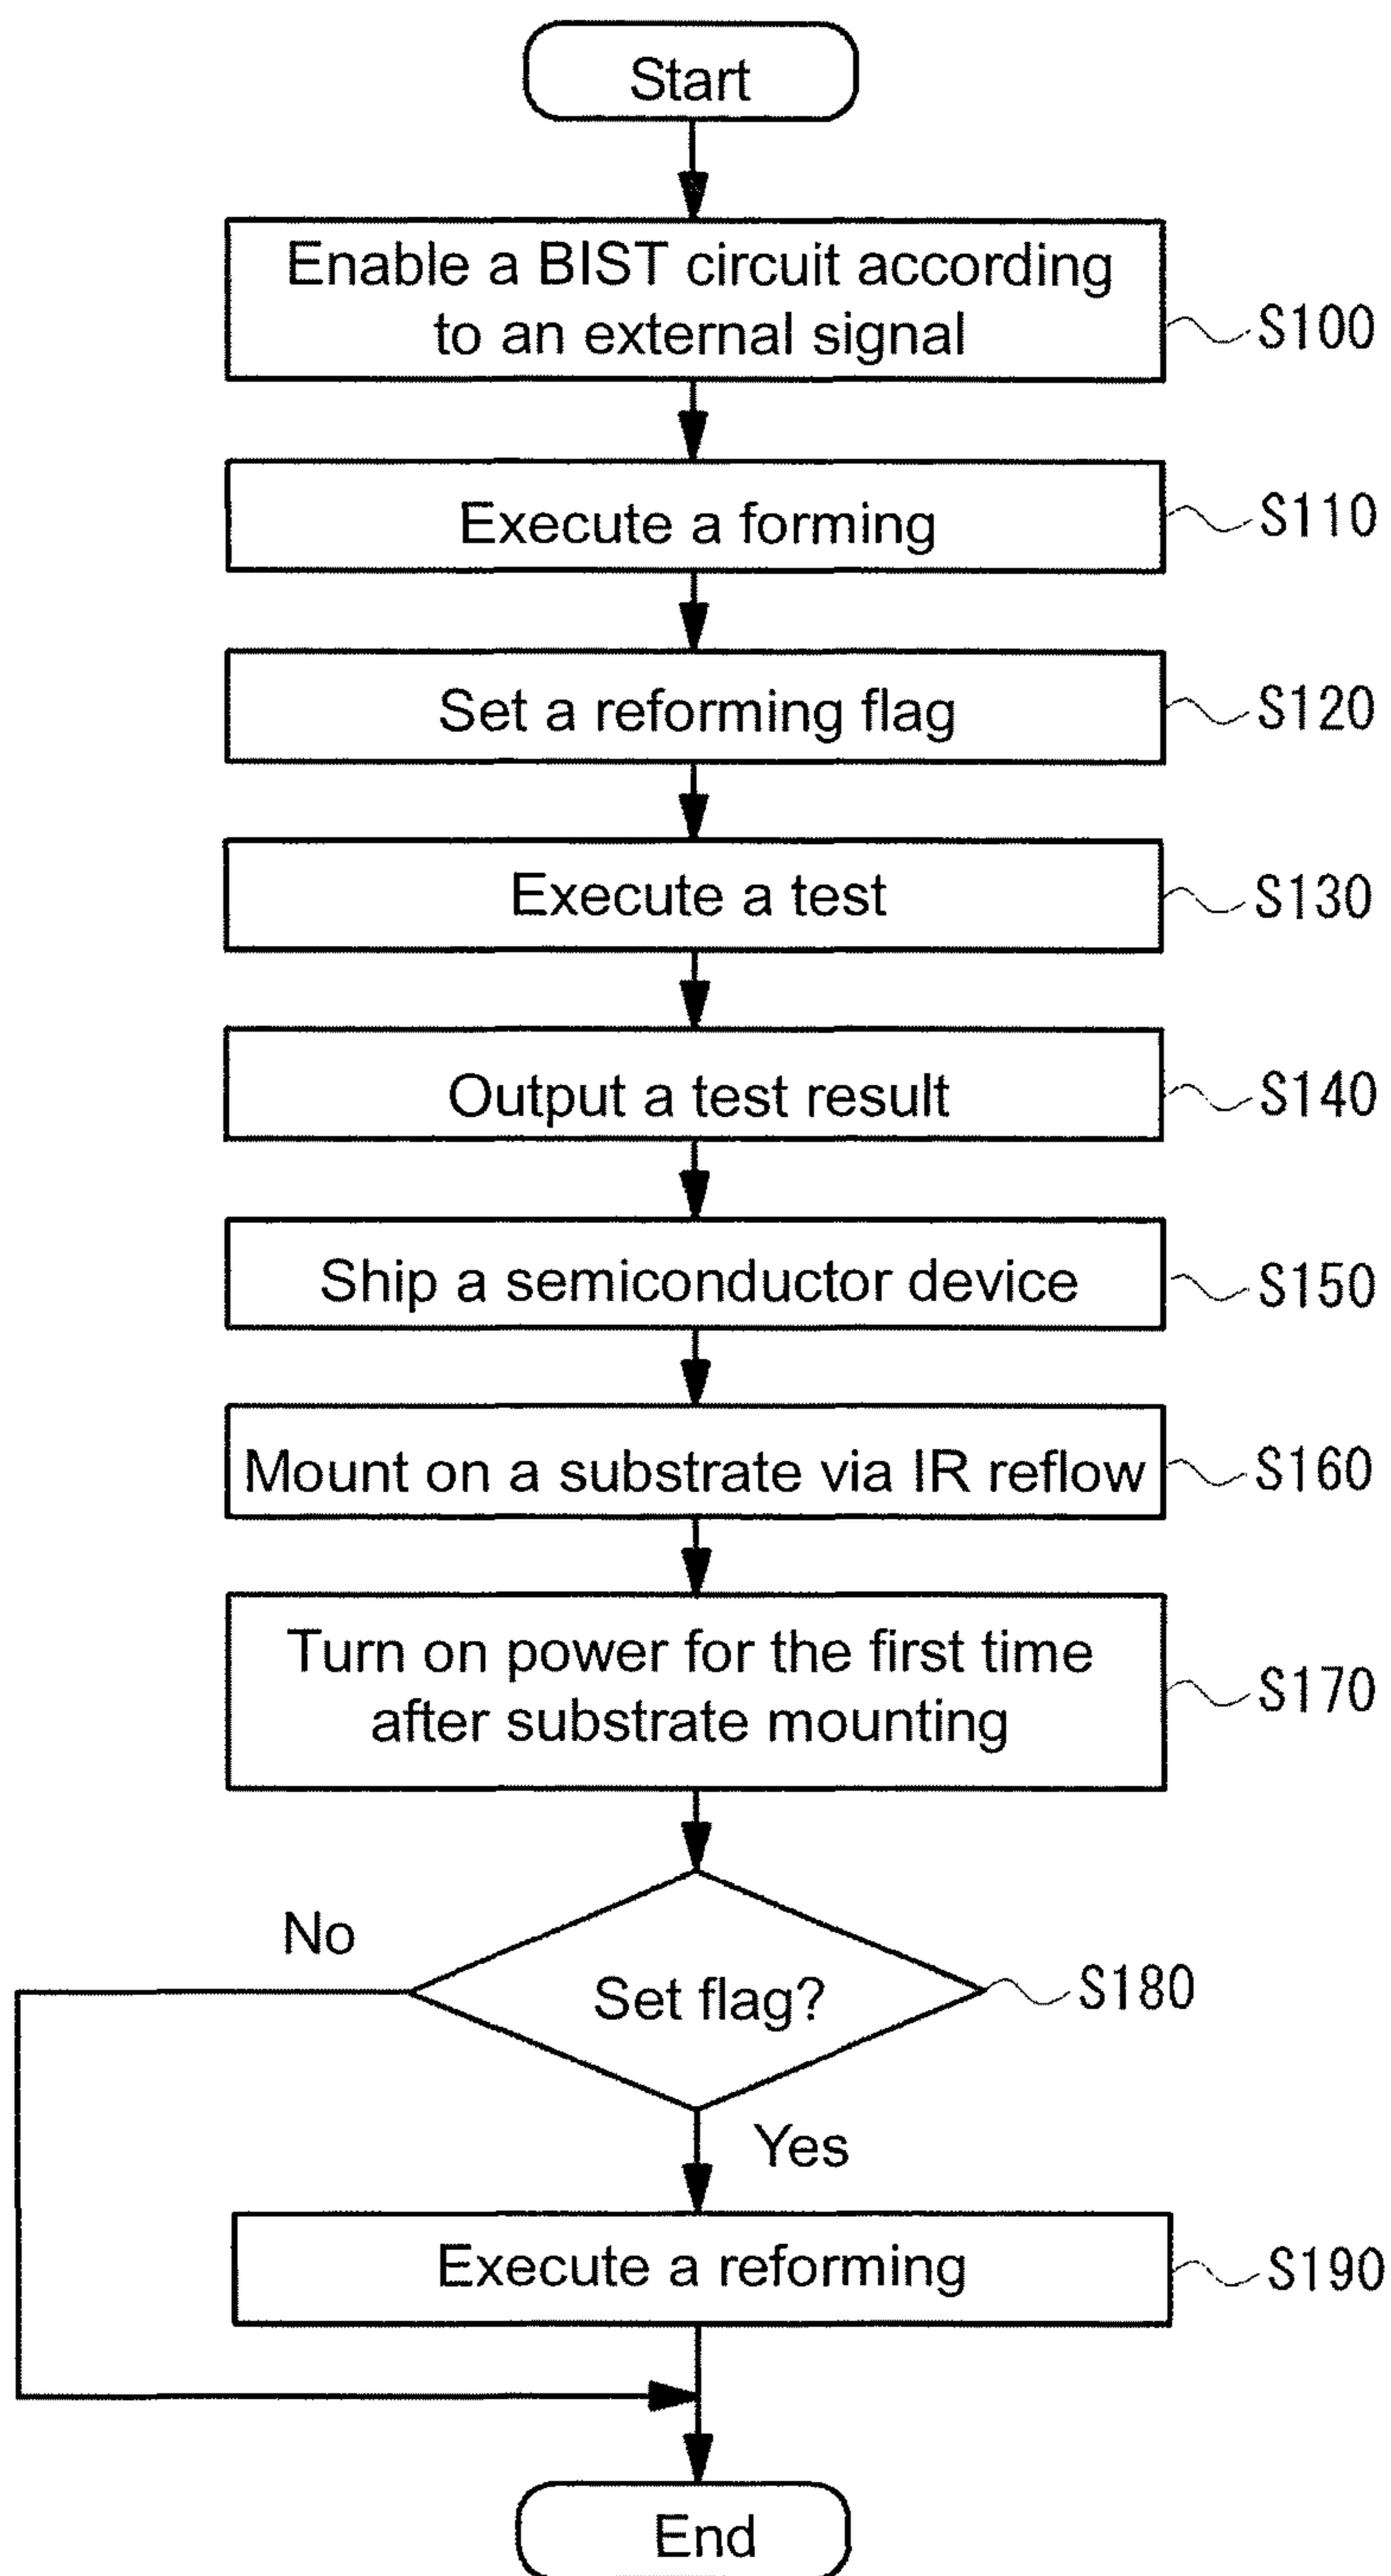 Start
Enable a BIST circuit according
to an external signal
S100
Execute a forming
S110
Set a reforming flag
S120
Execute a test
S130
Output a test result
S140
Ship a semiconductor device
S150
Mount on a substrate via IR reflow
S160
Turn on power for the first time
after substrate mounting
S170
No
Set flag?
S180
Yes
Execute a reforming
S190
End